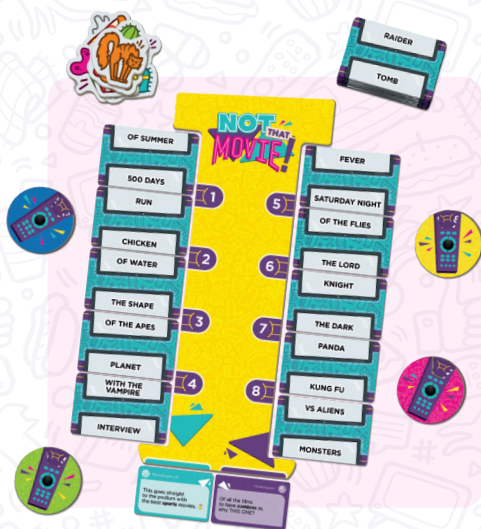 RAIDER
TOMB
NOT
THAT
MOVIE!
OF SUMMER
500 DAYS
RUN
CHICKEN
OF WATER
THE SHAPE
OF THE APES
PLANET
WITH THE
VAMPIRE
INTERVIEW
1
2
3
4
5
6
7
8
FEVER
SATURDAY NIGHT
OF THE FLIES
THE LORD
KNIGHT
THE DARK
PANDA
KUNG FU
VS ALIENS
MONSTERS
This goes straight
to the podium with
the best sports movies.
Of all the films
to have zombies in,
why THIS ONE?